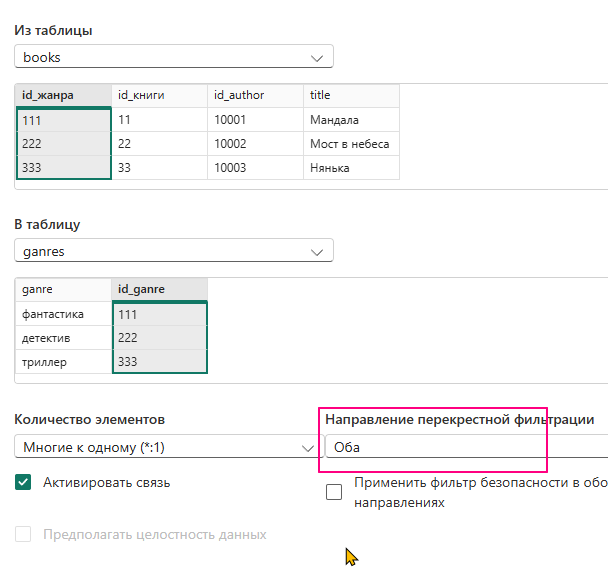 Из таблицы
books
id_жанра id_книги id_author title
111 11 10001 Мандала
222 22 10002 Мост в небеса
333 33 10003 Нянька
В таблицу
ganres
ganre id_ganre
фантастика 111
детектив 222
триллер 333
Количество элементов Направление перекрестной фильтрации
Многие к одному (*:1) Оба
Активировать связь Применить фильтр безопасности в обо
направлениях
Предполагать целостность данных